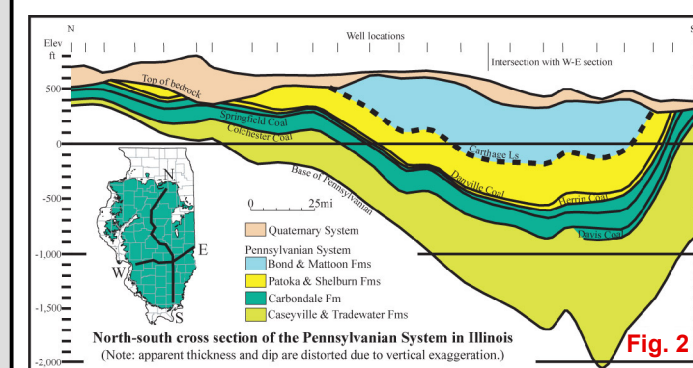 N
Well locations
S
Elev
ft
Intersection with W-E section
Top of bedrock
500
Springfield Coal
Colchester Coal
Carthage Ls
0
Base of Pennsylvanian
Danville Coal
Herrin Coal
Davis Coal
-500
-1,000
-1,500
-2,000
N
E
W
S
0 25mi
Quaternary System
Pennsylvanian System
Bond & Mattoon Fms
Patoka & Shelburn Fms
Carbondale Fm
Caseyville & Tradewater Fms
North-south cross section of the Pennsylvanian System in Illinois
(Note: apparent thickness and dip are distorted due to vertical exaggeration.)
Fig. 2